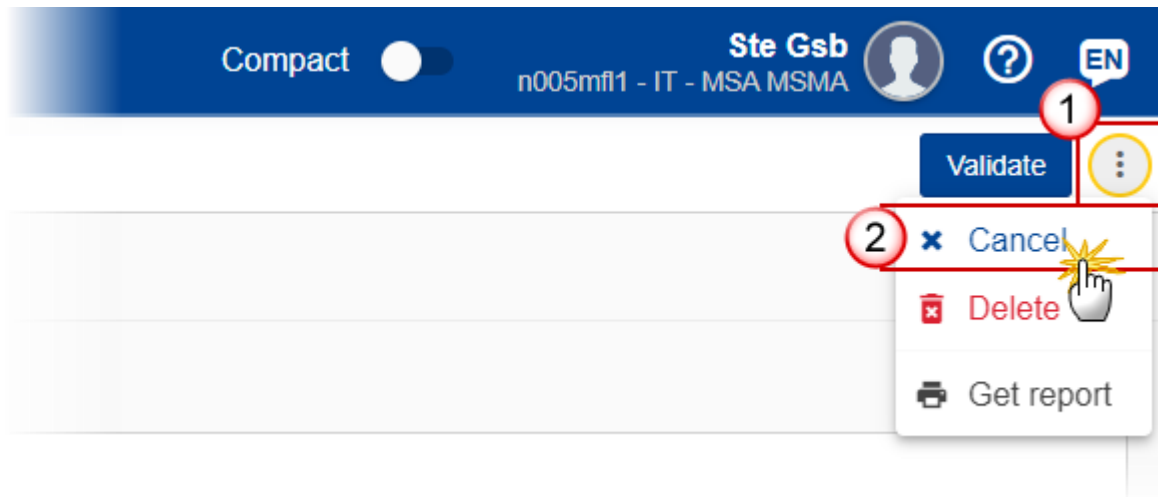 Compact
Ste Gsb
n005mfl1 - IT - MSA MSMA
EN
1
Validate
2
Cancel
Delete
Get report